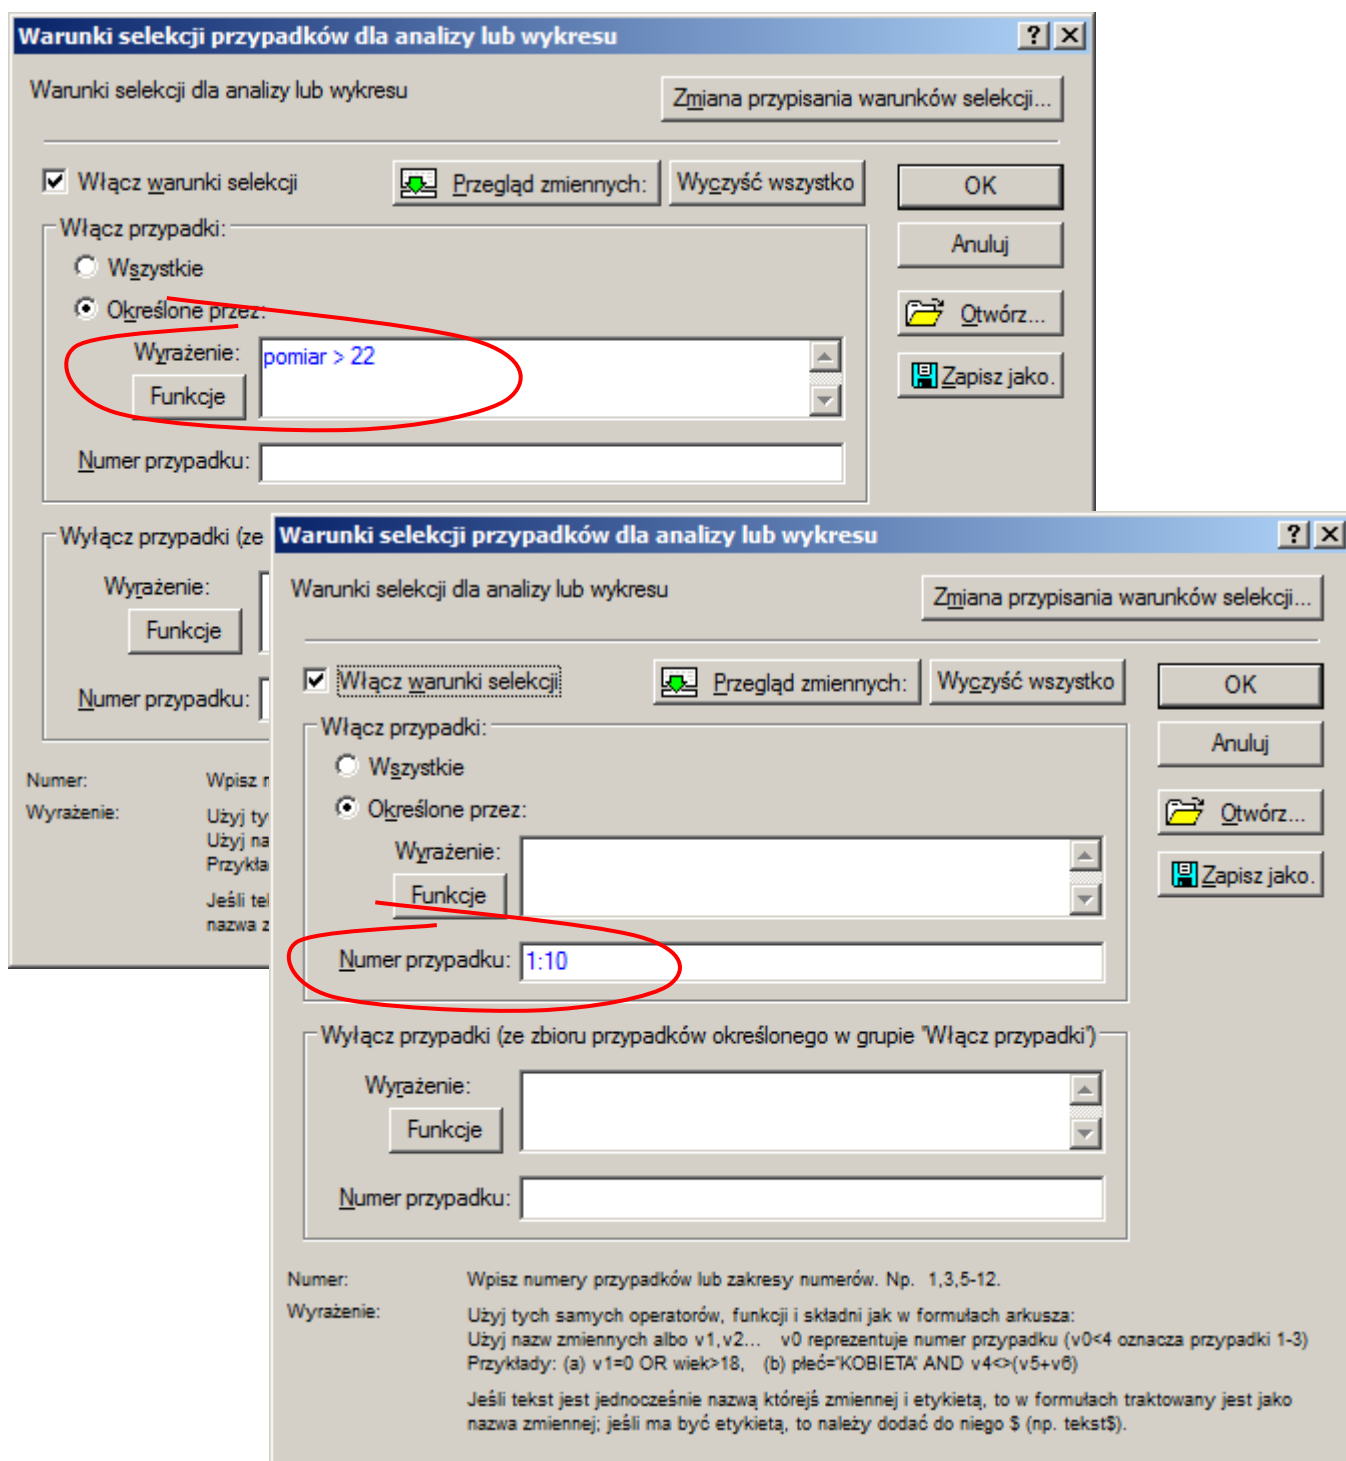 Warunki selekcji przypadków dla analizy lub wykresu
Warunki selekcji dla analizy lub wykresu
Zmiana przypisania warunków selekcji...
Włącz warunki selekcji
Przegląd zmiennych:
Wyczyść wszystko
OK
Włącz przypadki:
Anuluj
Wszystkie
Określone przez:
Otwórz...
Wyrażenie:
pomiar > 22
Funkcje
Zapisz jako.
Numer przypadku:
Wyłącz przypadki (ze
Wyrażenie:
Funkcje
Numer przypadku:
Numer:
Wpisz
Wyrażenie:
Użyj
Użyj
Jeśli
nazwa
Warunki selekcji przypadków dla analizy lub wykresu
Warunki selekcji dla analizy lub wykresu
Zmiana przypisania warunków selekcji...
Włącz warunki selekcji
Przegląd zmiennych:
Wyczyść wszystko
OK
Włącz przypadki:
Anuluj
Wszystkie
Określone przez:
Otwórz...
Wyrażenie:
Funkcje
Zapisz jako.
Numer przypadku:
1:10
Wyłącz przypadki (ze zbioru przypadków określonego w grupie 'Włącz przypadki')
Wyrażenie:
Funkcje
Numer przypadku:
Numer:
Wpisz numery przypadków lub zakresy numerów. Np. 1,3,5-12.
Wyrażenie:
Użyj tych samych operatorów, funkcji i składni jak w formułach arkusza:
Użyj nazw zmiennych albo v1,v2... v0 reprezentuje numer przypadku (v0<4 oznacza przypadki 1-3)
Przykłady: (a) v1=0 OR wiek>18, (b) płeć='KOBIETA' AND v4<>(v5+v6)
Jeśli tekst jest jednocześnie nazwą którejś zmiennej i etykietą, to w formułach traktowany jest jako
nazwa zmiennej; jeśli ma być etykietą, to należy dodać do niego $ (np. tekst$).